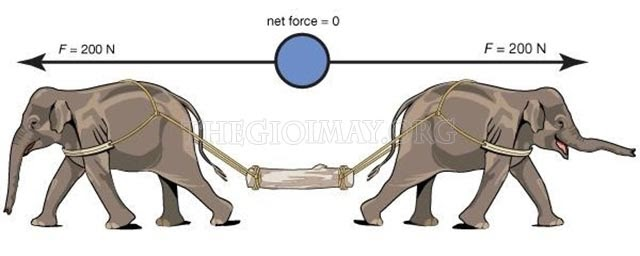 net force = 0
F = 200 N
F = 200 N
THEGIOIMAY.ORG